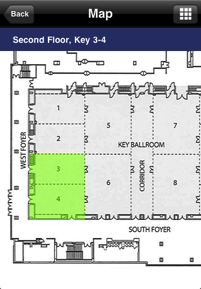 Back
Map
Second Floor, Key 3-4
1
5
7
2
WEST FOYER
KEY BALLROOM
3
CORRIDOR
6
8
4
SOUTH FOYER